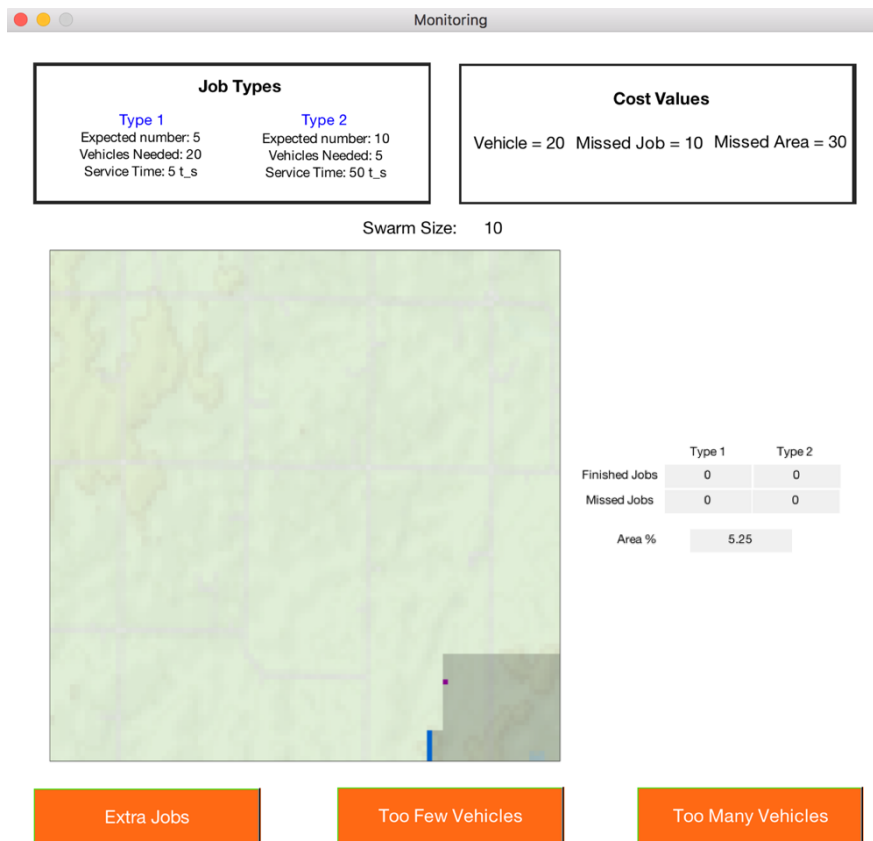 Monitoring
Job Types
Type 1 Type 2
Expected number: 5 Expected number: 10
Vehicles Needed: 20 Vehicles Needed: 5
Service Time: 5 t_s Service Time: 50 t_s
Cost Values
Vehicle = 20 Missed Job = 10 Missed Area = 30
Swarm Size: 10
Type 1 Type 2
Finished Jobs 0 0
Missed Jobs 0 0
Area % 5.25
Extra Jobs Too Few Vehicles Too Many Vehicles